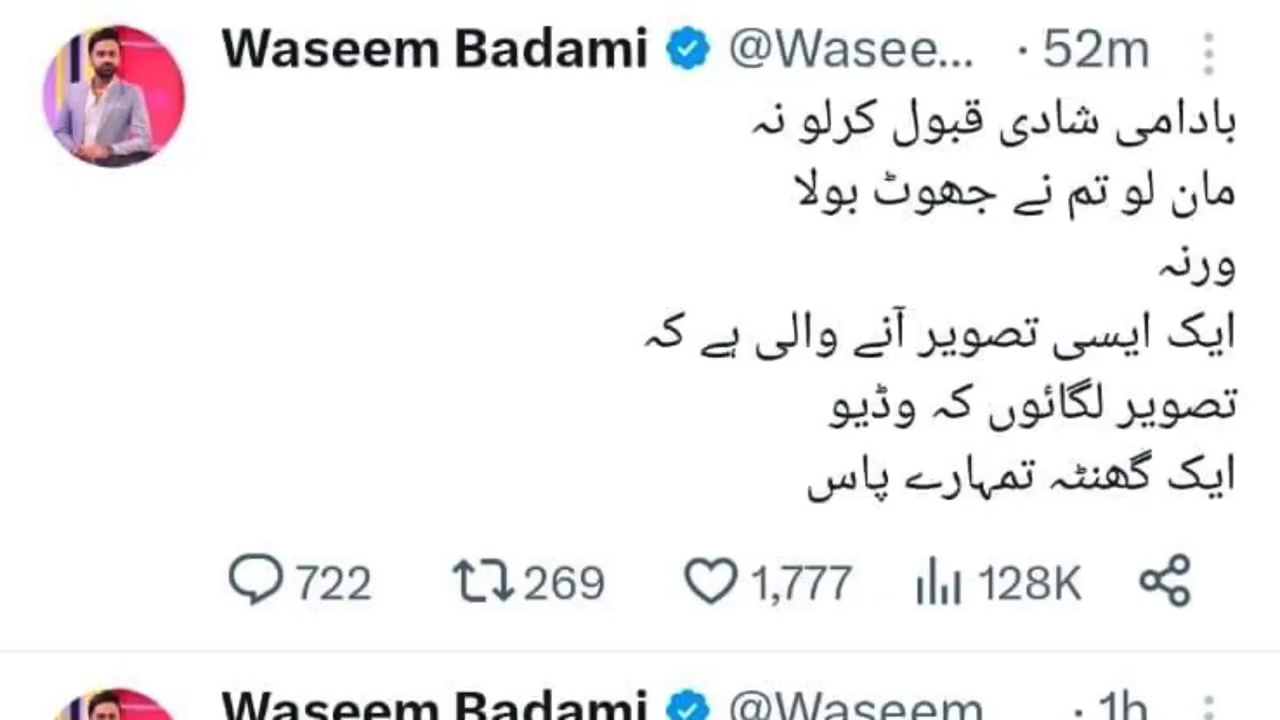 Waseem Badami @Wasee... · 52m
بادامی شادی قبول کرلو نہ
مان لو تم نے جھوٹ بولا
ورنہ
ایک ایسی تصویر آنے والی ہے کہ
تصویر لگائوں کہ وڈیو
ایک گھنٹہ تمہارے پاس
722 269 1,777 128K
Waseem Badami @Waseem · 1h